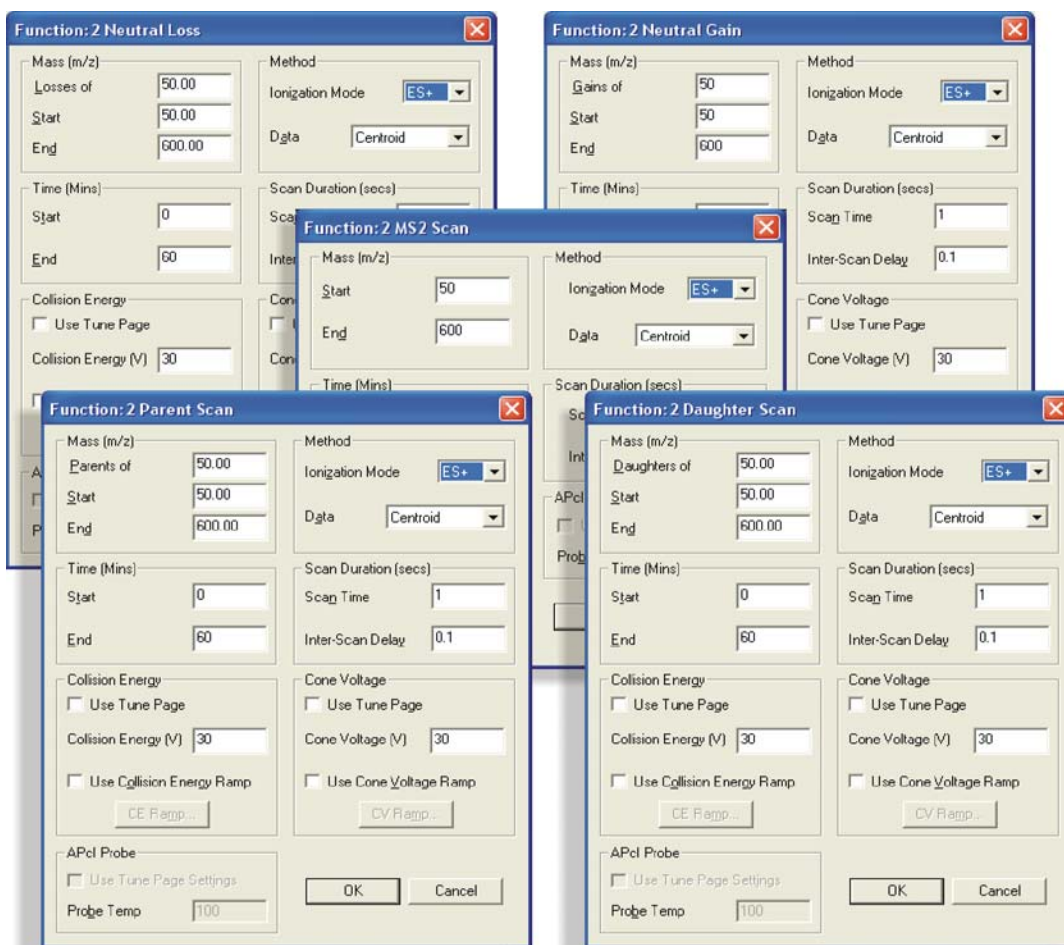 Function: 2 Neutral Loss
Mass (m/z)
Losses of 50.00
Start 50.00
End 600.00
Method
Ionization Mode ES+
Data Centroid
Time (Mins)
Start 0
End 60
Scan Duration (secs)
Collision Energy
Use Tune Page
Collision Energy (V) 30
Function: 2 Neutral Gain
Mass (m/z)
Gains of 50
Start 50
End 600
Method
Ionization Mode ES+
Data Centroid
Time (Mins)
Scan Duration (secs)
Scan Time 1
Inter-Scan Delay 0.1
Cone Voltage
Use Tune Page
Cone Voltage (V) 30
Function: 2 MS2 Scan
Mass (m/z)
Start 50
End 600
Method
Ionization Mode ES+
Data Centroid
Time (Mins)
Scan Duration (secs)
APcI
Function: 2 Parent Scan
Mass (m/z)
Parents of 50.00
Start 50.00
End 600.00
Method
Ionization Mode ES+
Data Centroid
Time (Mins)
Start 0
End 60
Scan Duration (secs)
Scan Time 1
Inter-Scan Delay 0.1
Collision Energy
Use Tune Page
Collision Energy (V) 30
Use Collision Energy Ramp
CE Ramp...
Cone Voltage
Use Tune Page
Cone Voltage (V) 30
Use Cone Voltage Ramp
CV Ramp...
APcI Probe
Use Tune Page Settings
Probe Temp 100
OK Cancel
Function: 2 Daughter Scan
Mass (m/z)
Daughters of 50.00
Start 50.00
End 600.00
Method
Ionization Mode ES+
Data Centroid
Time (Mins)
Start 0
End 60
Scan Duration (secs)
Scan Time 1
Inter-Scan Delay 0.1
Collision Energy
Use Tune Page
Collision Energy (V) 30
Use Collision Energy Ramp
CE Ramp...
Cone Voltage
Use Tune Page
Cone Voltage (V) 30
Use Cone Voltage Ramp
CV Ramp...
APcI Probe
Use Tune Page Settings
Probe Temp 100
OK Cancel